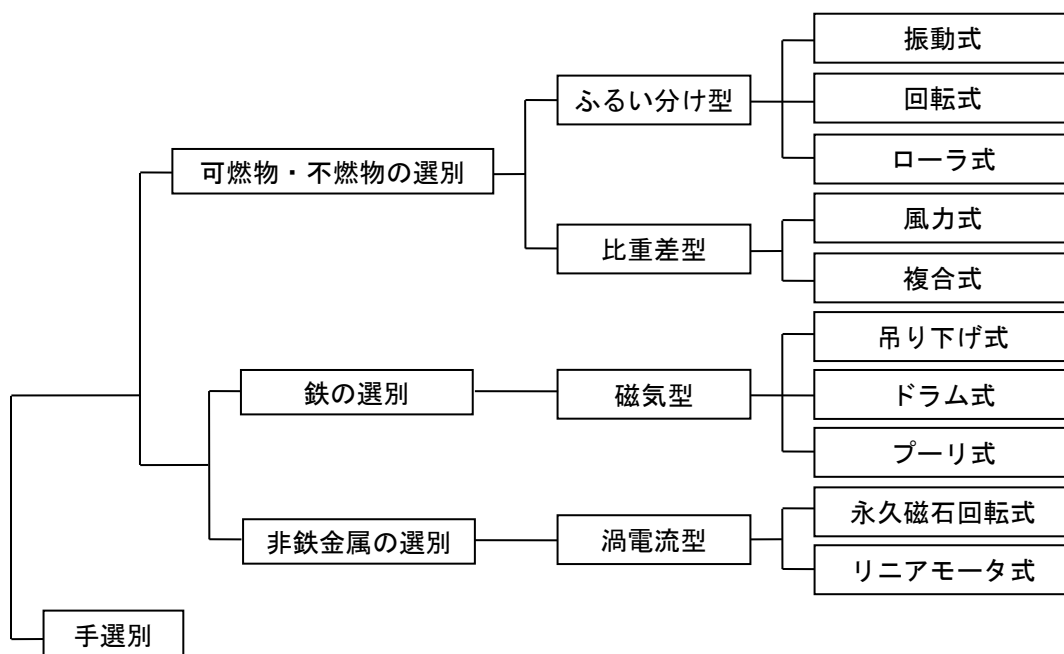 振動式
ふるい分け型
回転式
ローラ式
可燃物・不燃物の選別
風力式
比重差型
複合式
吊り下げ式
鉄の選別
磁気型
ドラム式
プーリ式
永久磁石回転式
非鉄金属の選別
渦電流型
リニアモータ式
手選別